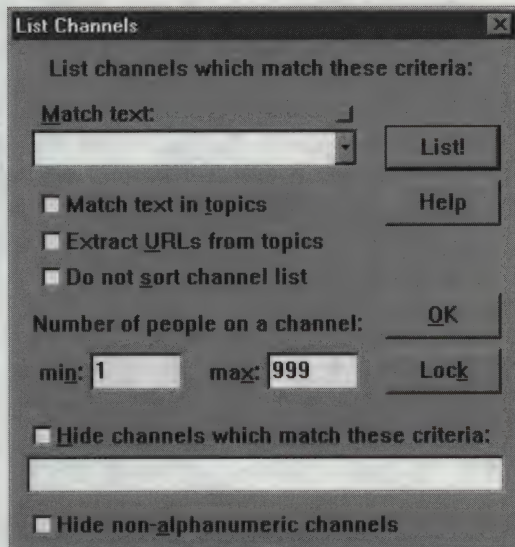 List Channels
List channels which match these criteria:
Match text:
List!
Match text in topics
Help
Extract URLs from topics
Do not sort channel list
Number of people on a channel:
OK
min: 1 max: 999
Lock
Hide channels which match these criteria:
Hide non-alphanumeric channels